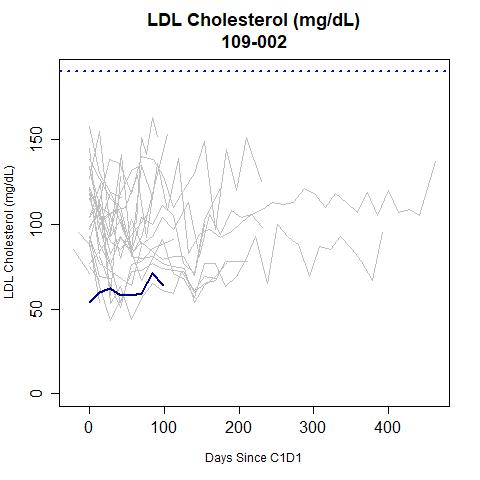 LDL Cholesterol (mg/dL)
109-002
LDL Cholesterol (mg/dL)
150
100
50
0
0 100 200 300 400
Days Since C1D1